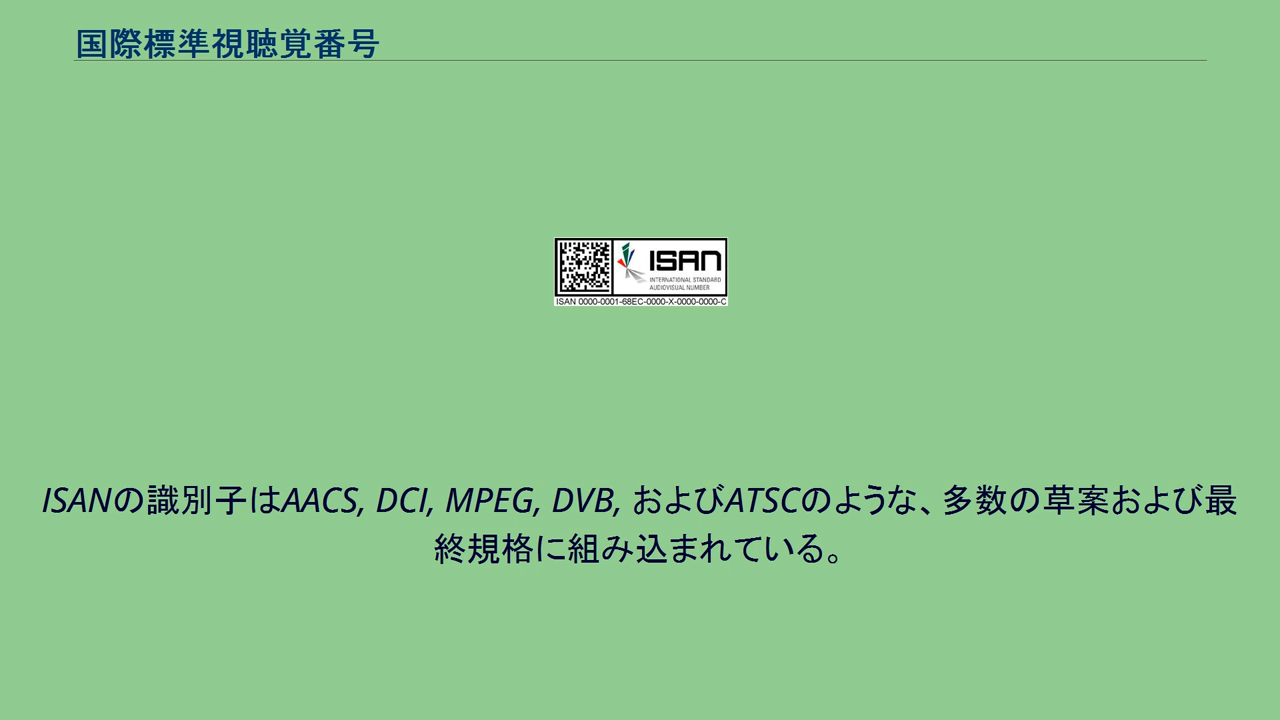 国際標準視聴覚番号
ISAN
INTERNATIONAL STANDARD
AUDIOVISUAL NUMBER
ISAN 0000-0001-68EC-0000-X-0000-0000-C
ISANの識別子はAACS, DCI, MPEG, DVB, およびATSCのような、多数の草案および最
終規格に組み込まれている。